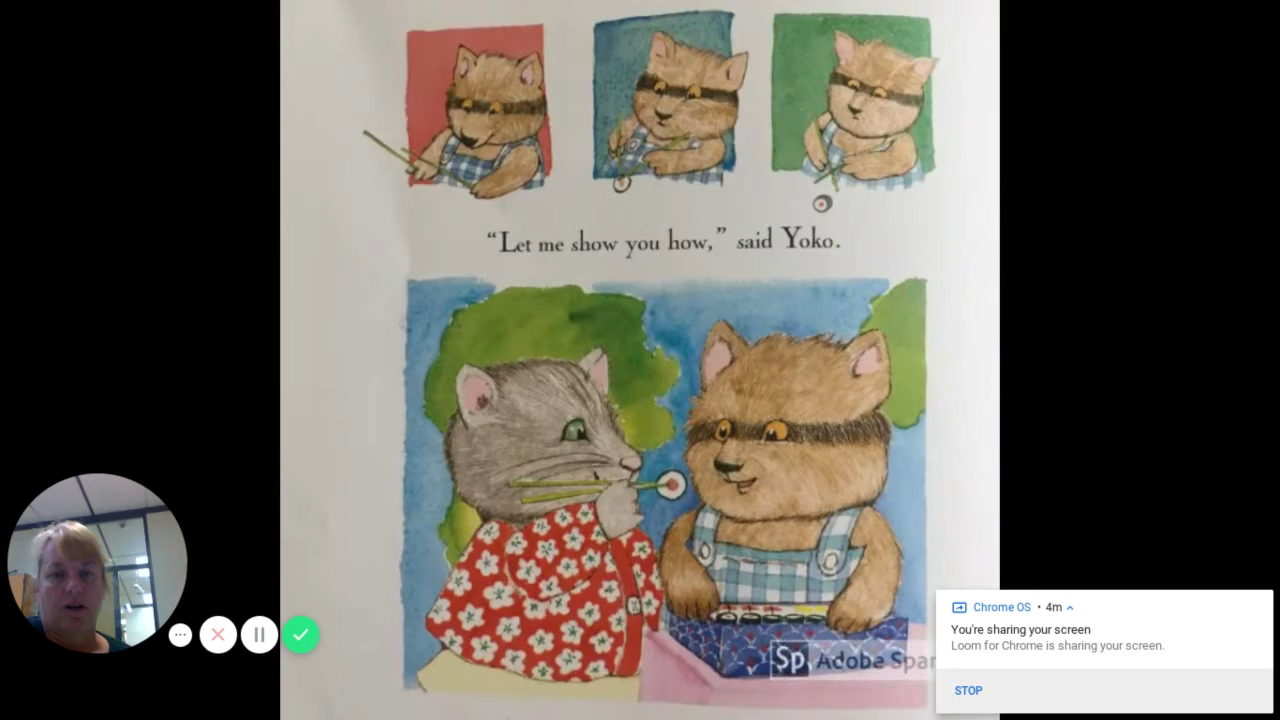 “Let me show you how,” said Yoko.
Sp Adobe Spar
Chrome OS • 4m
You're sharing your screen
Loom for Chrome is sharing your screen.
STOP